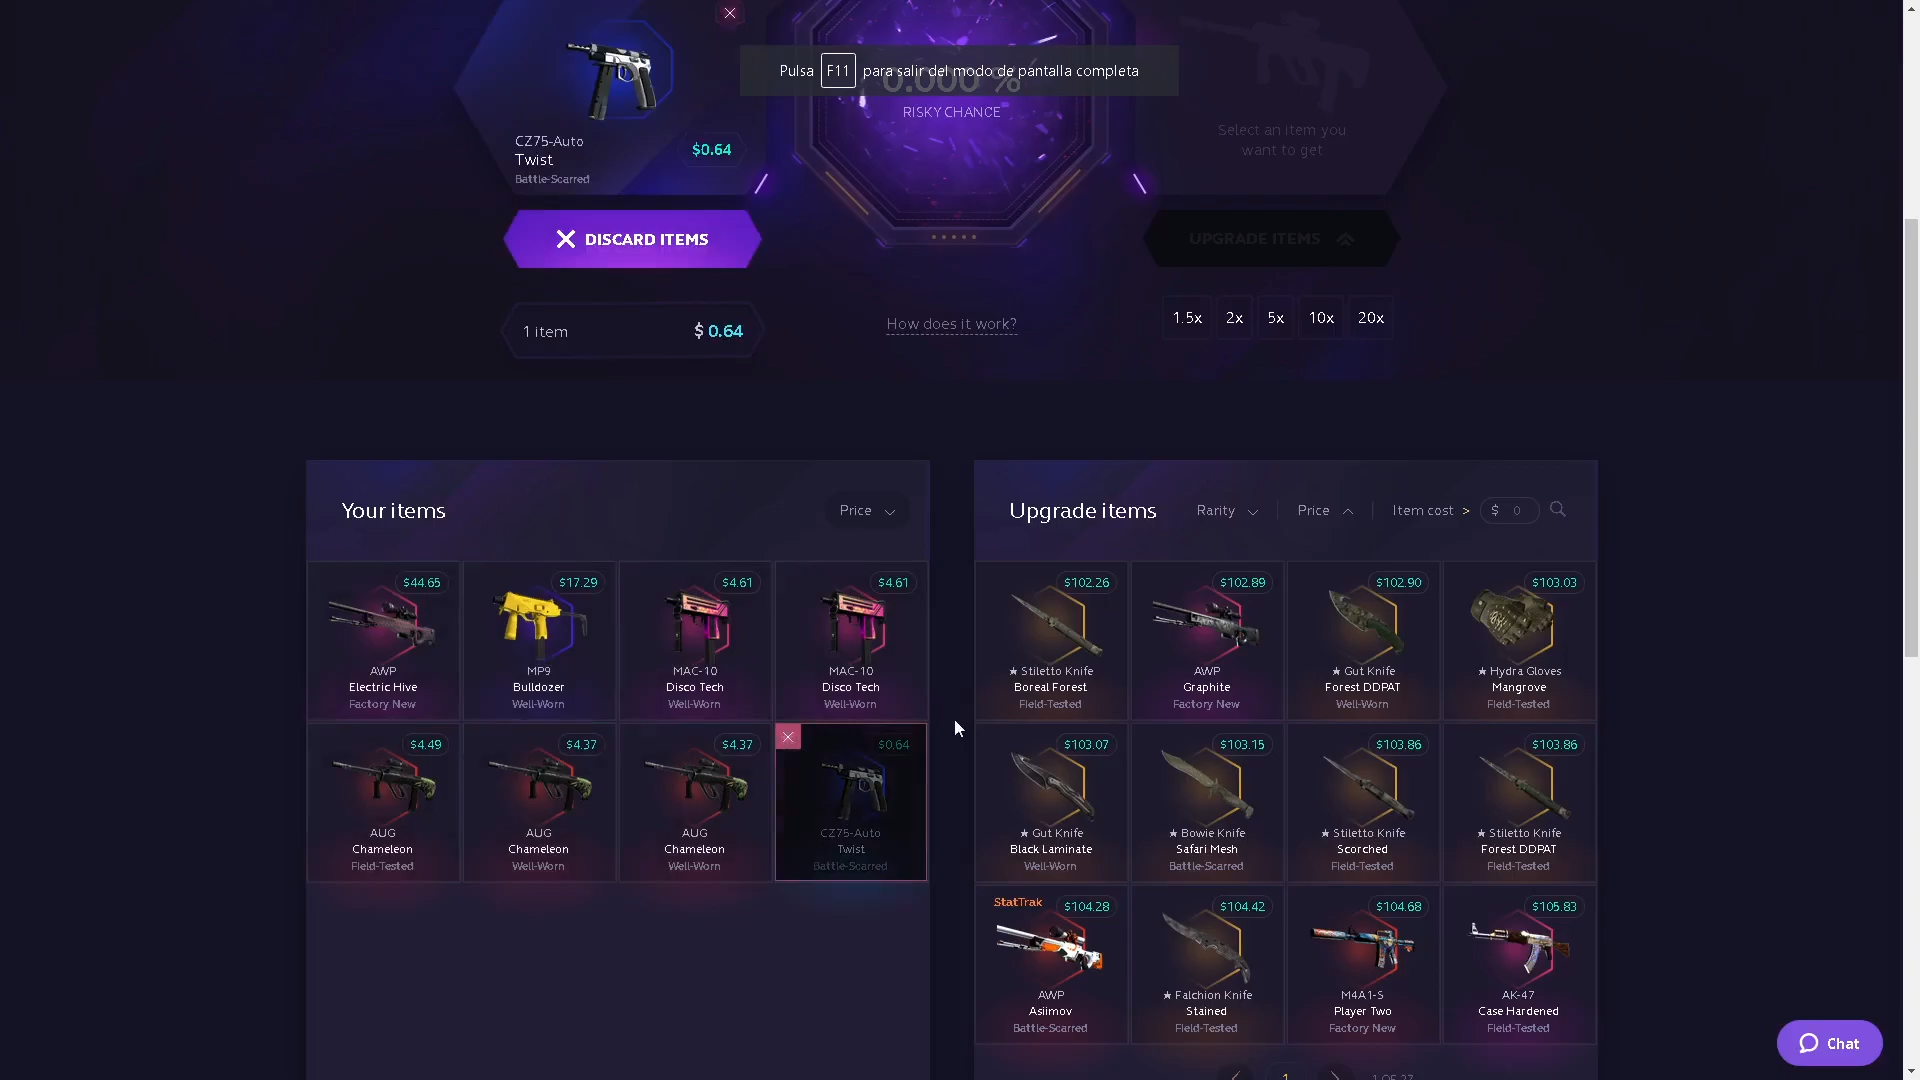 Pulsa F11 para salir del modo de pantalla completa
0.000 %
RISKY CHANCE
CZ75-Auto
Twist
Battle-Scarred
$0.64
Select an item you
want to get
DISCARD ITEMS
UPGRADE ITEMS
1 item
$ 0.64
How does it work?
1.5x
2x
5x
10x
20x
Your items
Price
$44.65
AWP
Electric Hive
Factory New
$17.29
MP9
Bulldozer
Well-Worn
$4.61
MAC-10
Disco Tech
Well-Worn
$4.61
MAC-10
Disco Tech
Well-Worn
$4.49
AUG
Chameleon
Field-Tested
$4.37
AUG
Chameleon
Well-Worn
$4.37
AUG
Chameleon
Well-Worn
$0.64
CZ75-Auto
Twist
Battle-Scarred
Upgrade items
Rarity
Price
Item cost >
$ 0
$102.26
★ Stiletto Knife
Boreal Forest
Field-Tested
$102.89
AWP
Graphite
Factory New
$102.90
★ Gut Knife
Forest DDPAT
Well-Worn
$103.03
★ Hydra Gloves
Mangrove
Field-Tested
$103.07
★ Gut Knife
Black Laminate
Well-Worn
$103.15
★ Bowie Knife
Safari Mesh
Battle-Scarred
$103.86
★ Stiletto Knife
Scorched
Field-Tested
$103.86
★ Stiletto Knife
Forest DDPAT
Field-Tested
StatTrak
$104.28
AWP
Asiimov
Battle-Scarred
$104.42
★ Falchion Knife
Stained
Field-Tested
$104.68
M4A1-S
Player Two
Factory New
$105.83
AK-47
Case Hardened
Field-Tested
1
1 OF 27
Chat